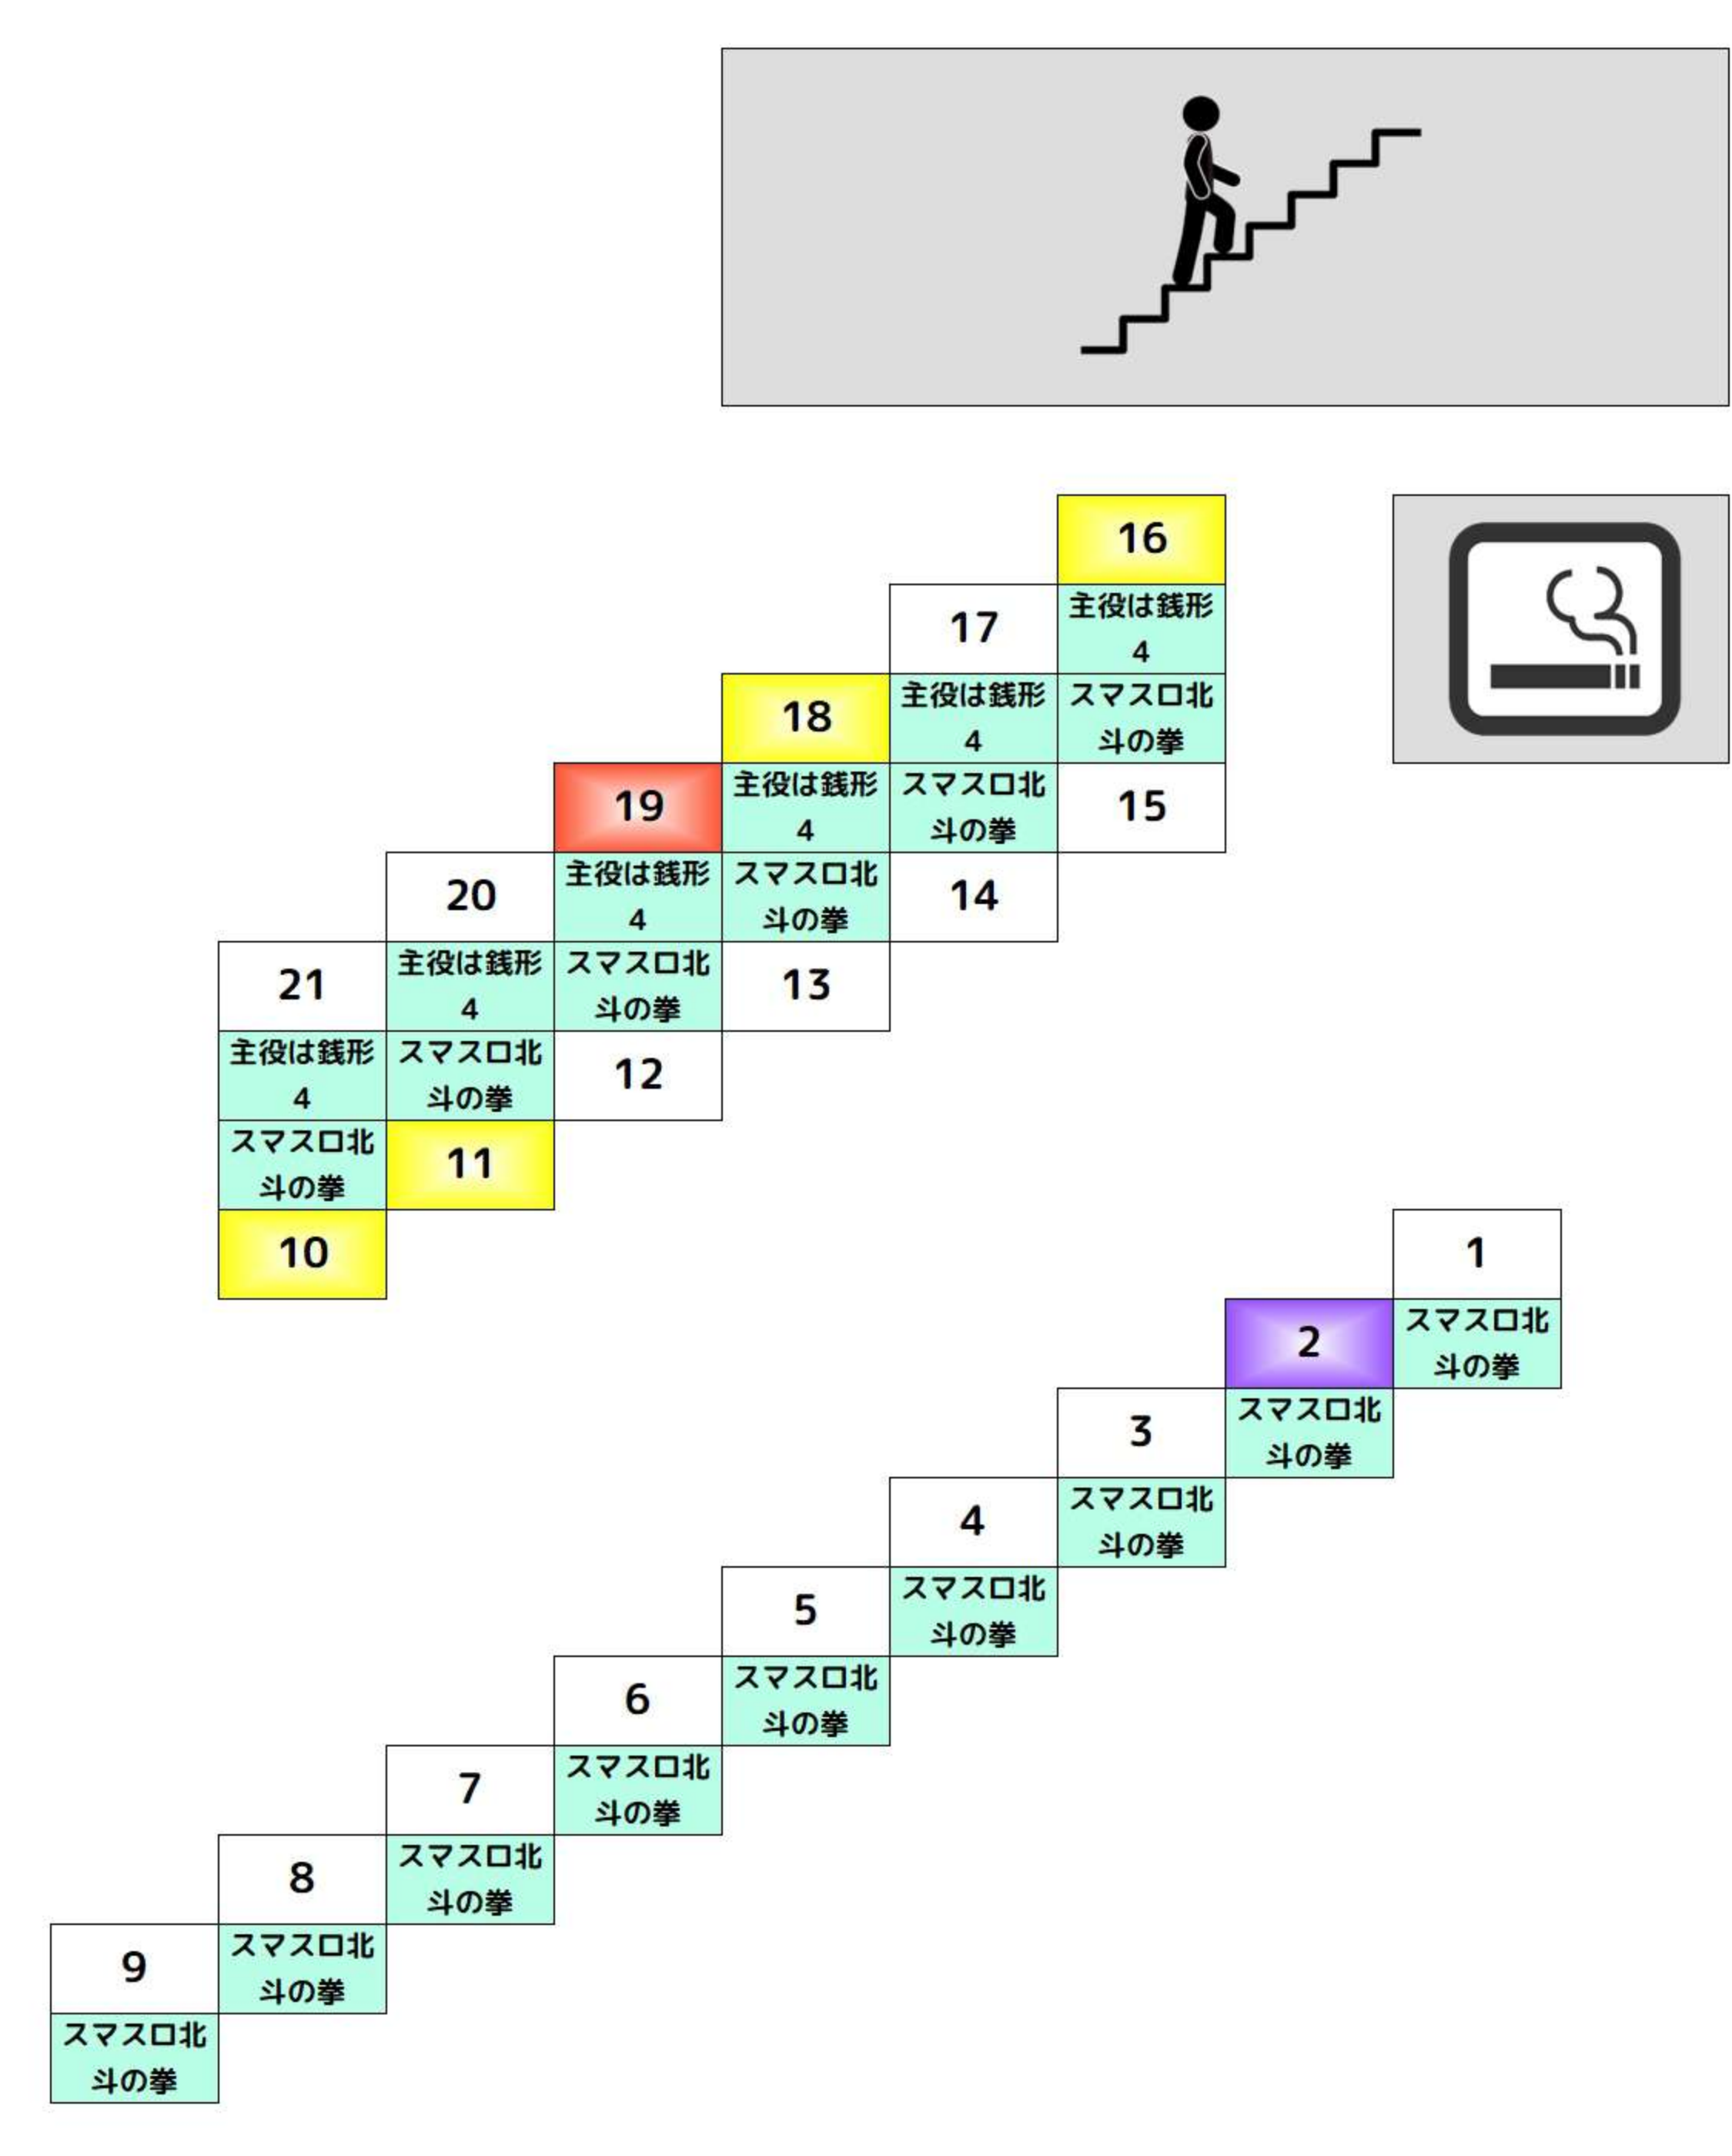 16
17
主役は銭形
4
18
主役は銭形
4
スマスロ北
斗の拳
19
主役は銭形
4
スマスロ北
斗の拳
15
20
主役は銭形
4
スマスロ北
斗の拳
14
21
主役は銭形
4
スマスロ北
斗の拳
13
主役は銭形
4
スマスロ北
斗の拳
12
スマスロ北
斗の拳
11
10
1
2
スマスロ北
斗の拳
3
スマスロ北
斗の拳
4
スマスロ北
斗の拳
5
スマスロ北
斗の拳
6
スマスロ北
斗の拳
7
スマスロ北
斗の拳
8
スマスロ北
斗の拳
9
スマスロ北
斗の拳
スマスロ北
斗の拳